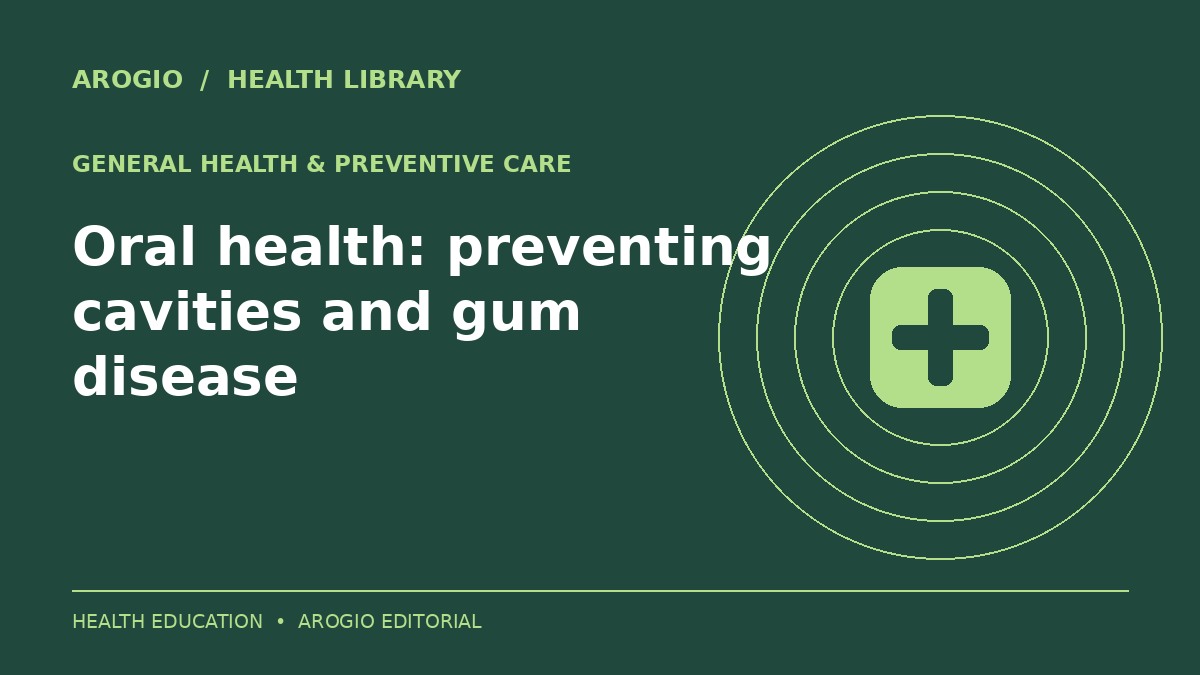 AROGIO / HEALTH LIBRARY
GENERAL HEALTH & PREVENTIVE CARE
Oral health: preventing
cavities and gum
disease
HEALTH EDUCATION • AROGIO EDITORIAL